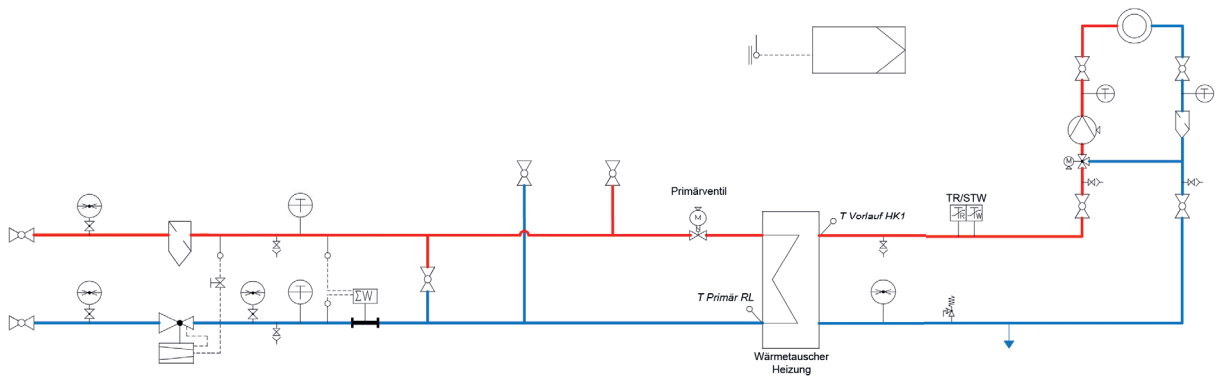 T
T
M
TR/STW
Primärventil
T Vorlauf HK1
R
W
T
M
T
ΣW
T Primär RL
Wärmetauscher
Heizung